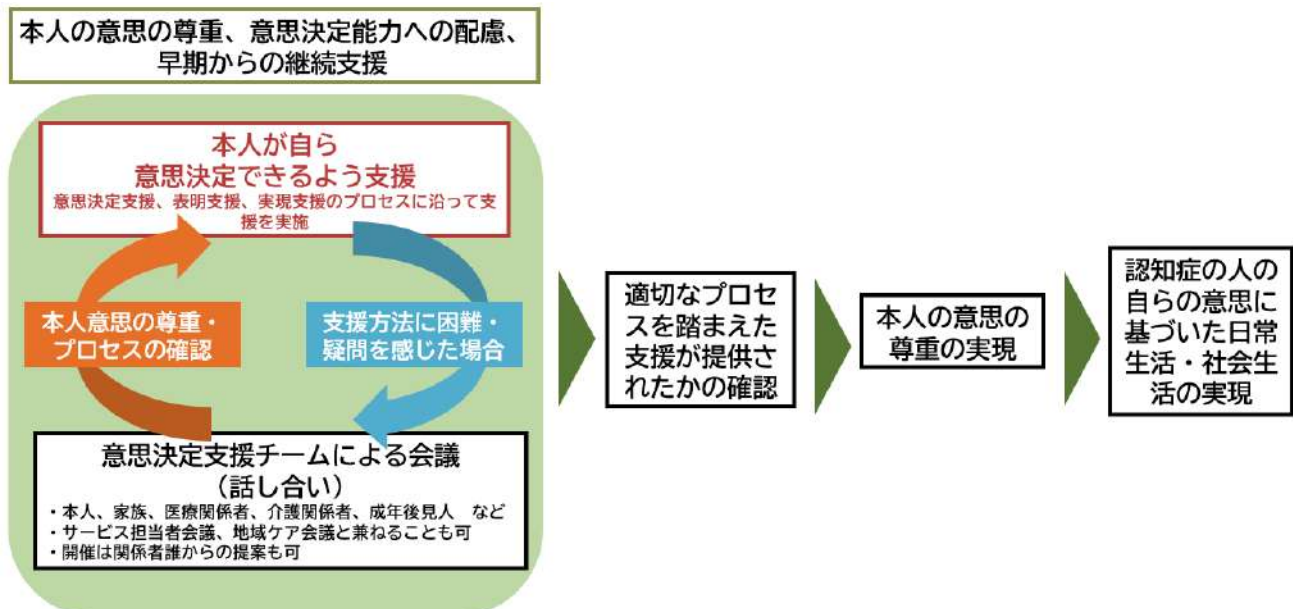 本人の意思の尊重、意思決定能力への配慮、
早期からの継続支援
本人が自ら
意思決定できるよう支援
意思決定支援、表明支援、実現支援のプロセスに沿って支
援を実施
本人意思の尊重・
プロセスの確認
支援方法に困難・
疑問を感じた場合
意思決定支援チームによる会議
（話し合い）
・本人、家族、医療関係者、介護関係者、成年後見人　など
・サービス担当者会議、地域ケア会議と兼ねることも可
・開催は関係者誰からの提案も可
適切なプロセ
スを踏まえた
支援が提供さ
れたかの確認
本人の意思の
尊重の実現
認知症の人の
自らの意思に
基づいた日常
生活・社会生
活の実現